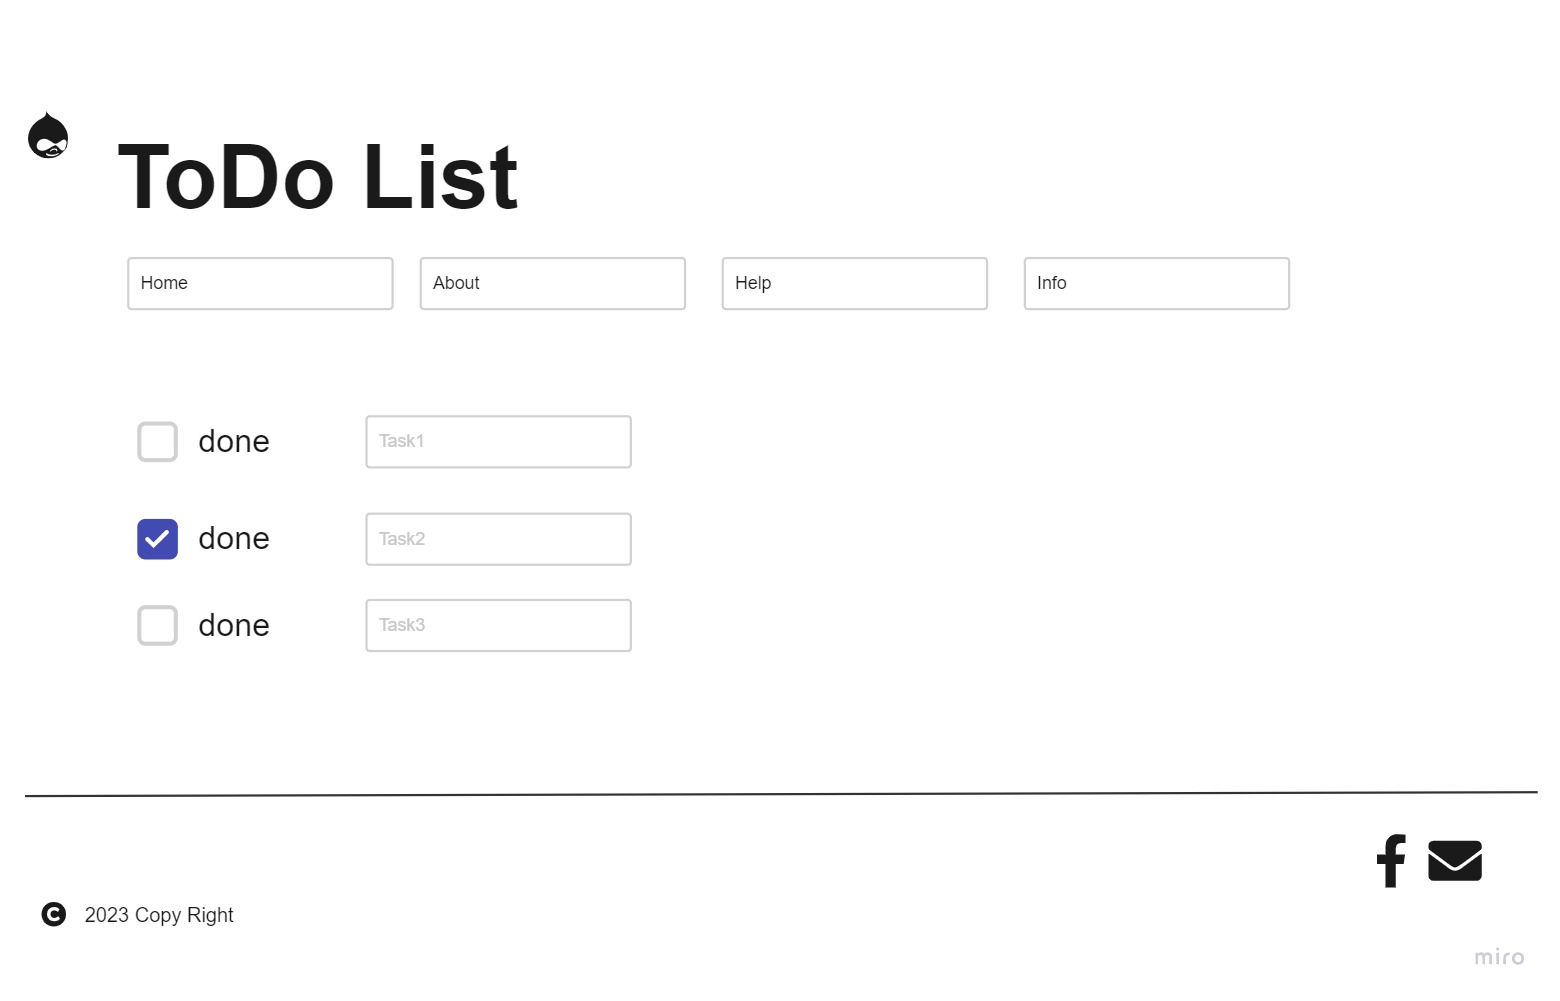 ToDo List
Home
About
Help
Info
done
Task1
done
Task2
done
Task3
2023 Copy Right
miro